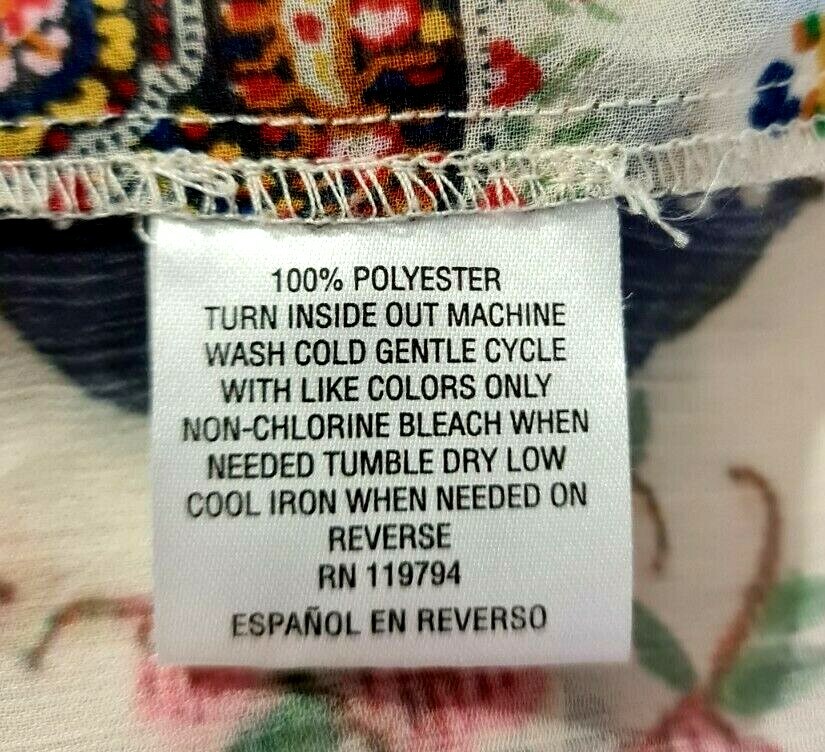 100% POLYESTER
TURN INSIDE OUT MACHINE
WASH COLD GENTLE CYCLE
WITH LIKE COLORS ONLY
NON-CHLORINE BLEACH WHEN
NEEDED TUMBLE DRY LOW
COOL IRON WHEN NEEDED ON
REVERSE
RN 119794
ESPAÑOL EN REVERSO